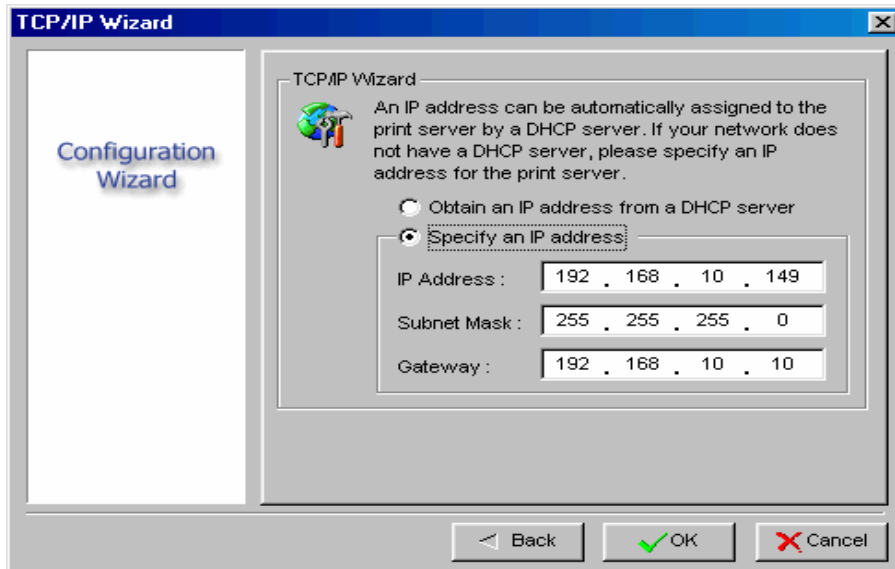 TCP/IP Wizard
Configuration
Wizard
TCP/IP Wizard
An IP address can be automatically assigned to the
print server by a DHCP server. If your network does
not have a DHCP server, please specify an IP
address for the print server.
Obtain an IP address from a DHCP server
Specify an IP address
IP Address : 192 . 168 . 10 . 149
Subnet Mask : 255 . 255 . 255 . 0
Gateway : 192 . 168 . 10 . 10
Back
OK
Cancel